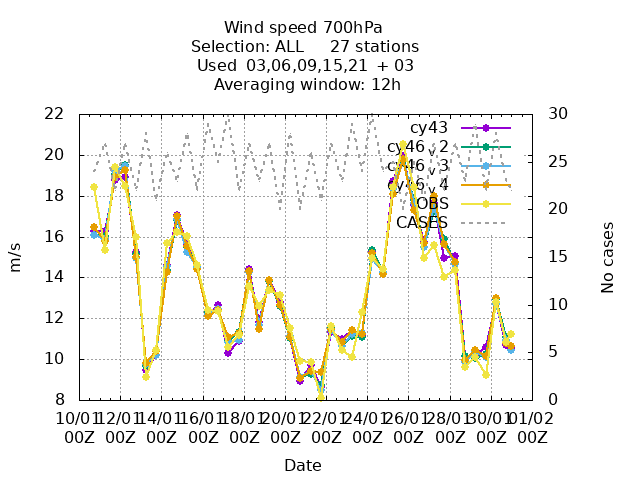 Wind speed 700hPa
Selection: ALL 27 stations
Used 03,06,09,15,21 + 03
Averaging window: 12h
22
20
18
16
14
12
10
8
m/s
30
25
20
15
10
5
0
No cases
cy43
cy46_v_2
cy46_v_3
cy46_v_4
OBS
CASES
10/01 12/01 14/01 16/01 18/01 20/01 22/01 24/01 26/01 28/01 30/01 01/02
00Z 00Z 00Z 00Z 00Z 00Z 00Z 00Z 00Z 00Z 00Z 00Z
Date